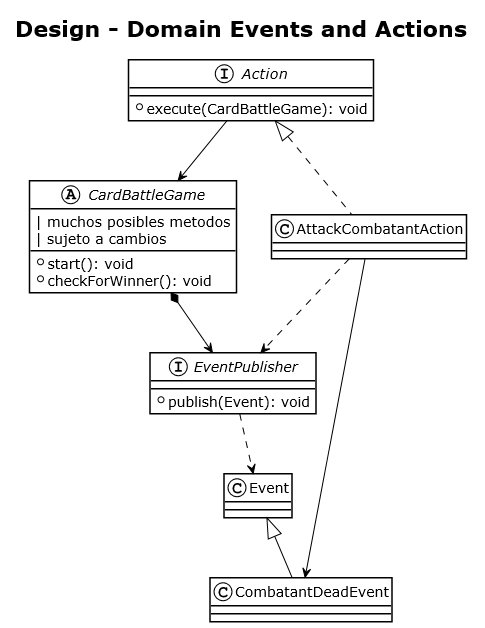 Design - Domain Events and Actions
I Action
execute(CardBattleGame): void
A CardBattleGame
| muchos posibles metodos
| sujeto a cambios
start(): void
checkForWinner(): void
C AttackCombatantAction
I EventPublisher
publish(Event): void
C Event
C CombatantDeadEvent